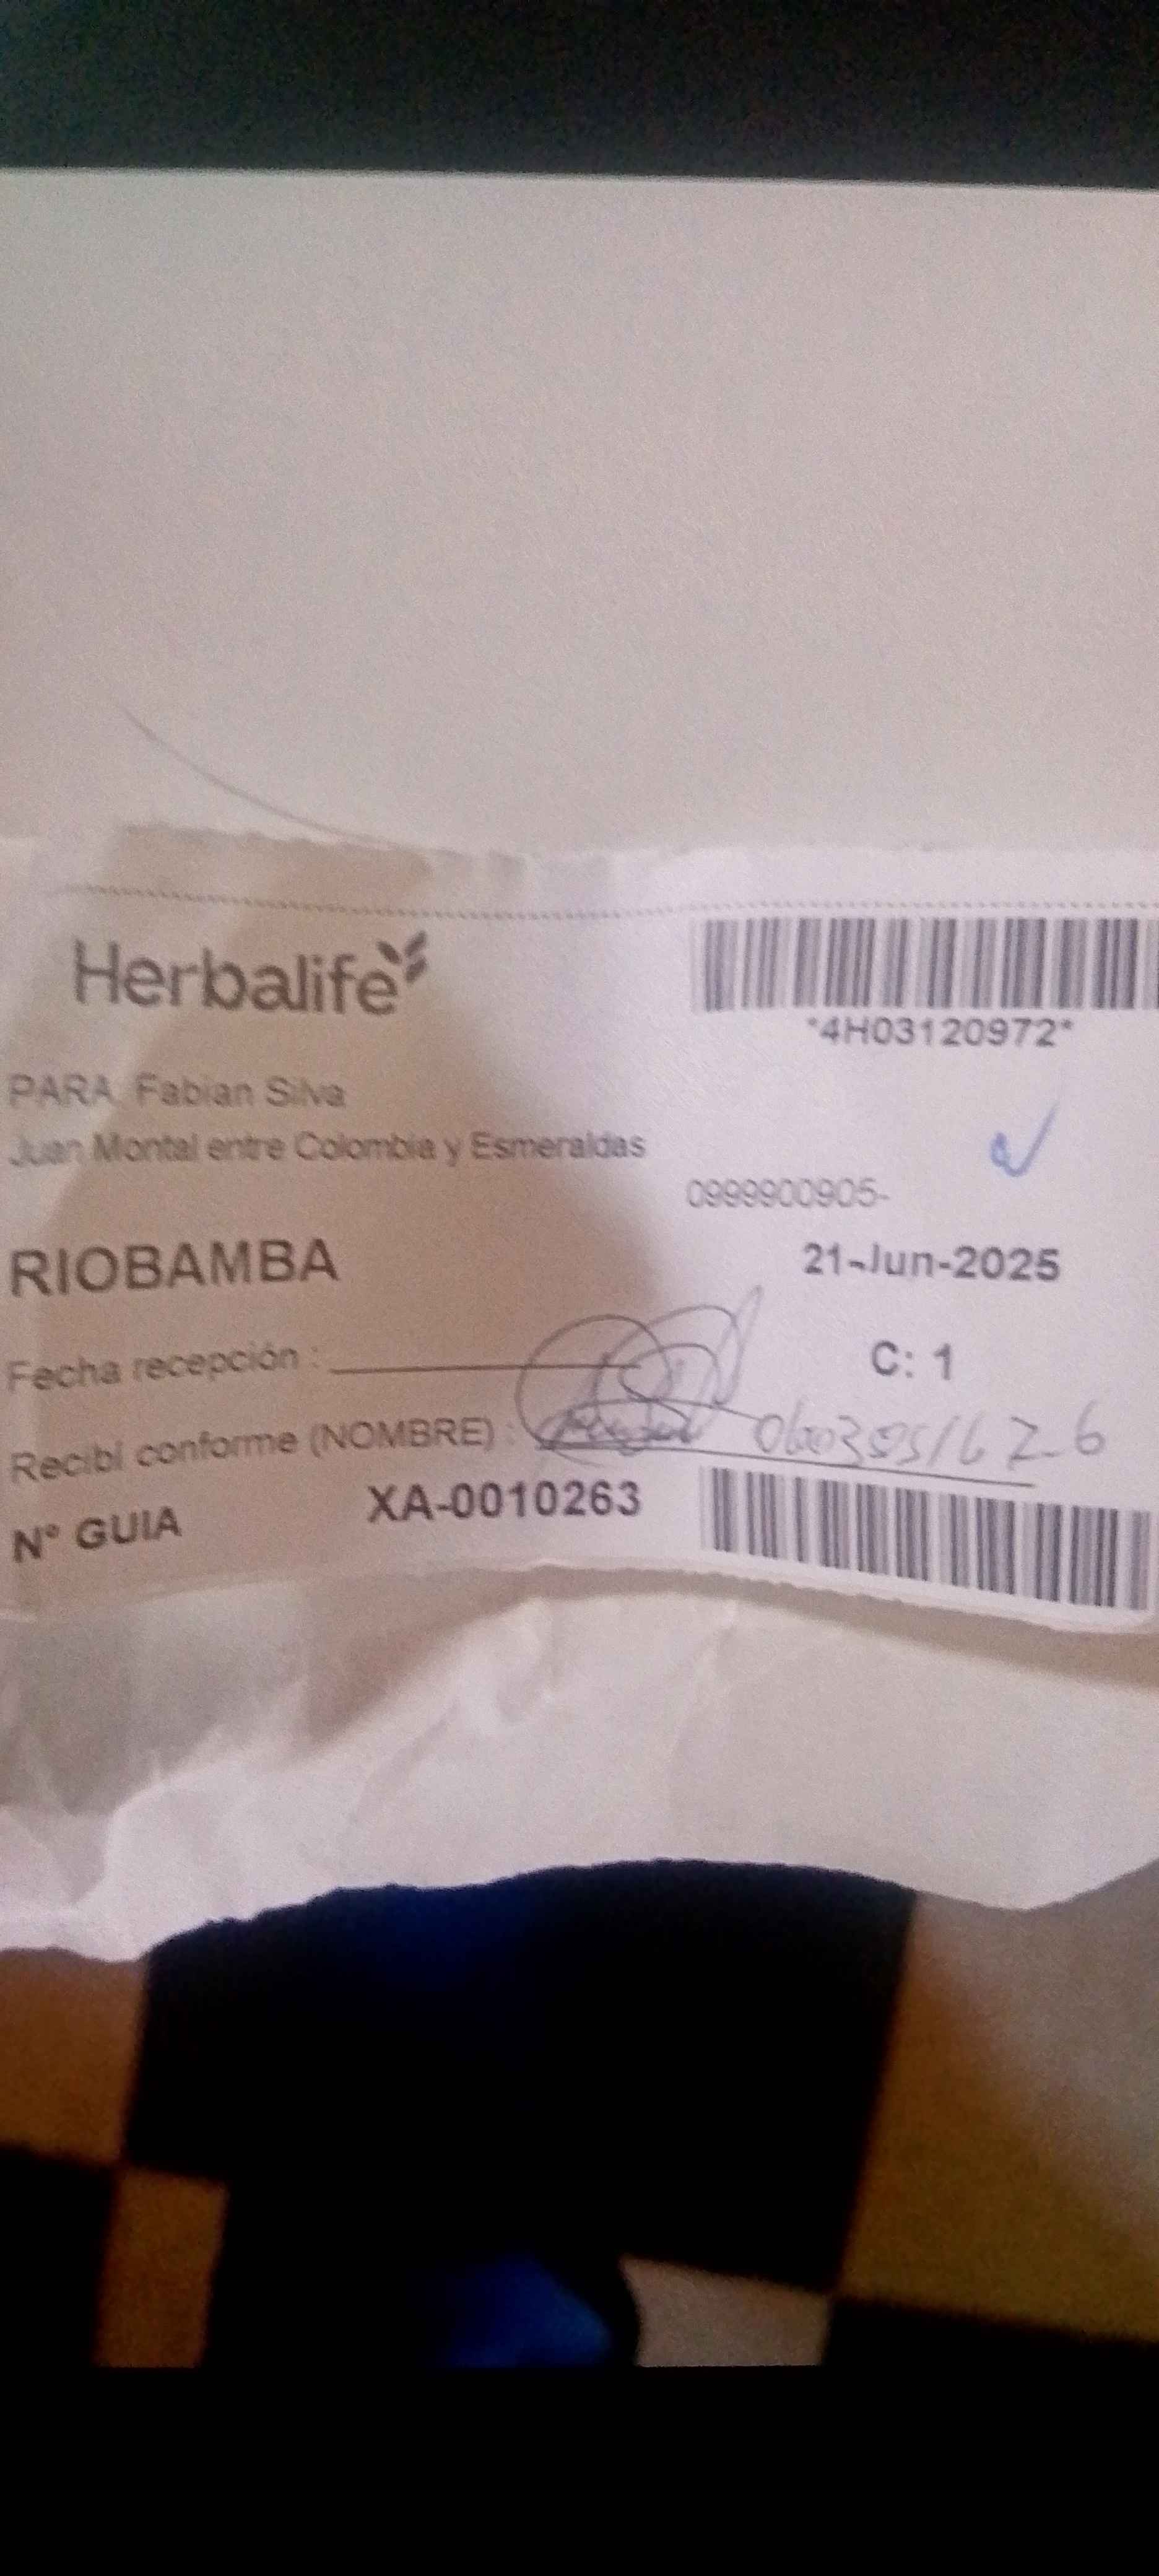 Herbalife
*4H03120972*
PARA Fabian Silva
Juan Montal entre Colombia y Esmeraldas
0999900905-
RIOBAMBA
21-Jun-2025
Fecha recepción :
C: 1
Recibí conforme (NOMBRE) :
N° GUIA XA-0010263